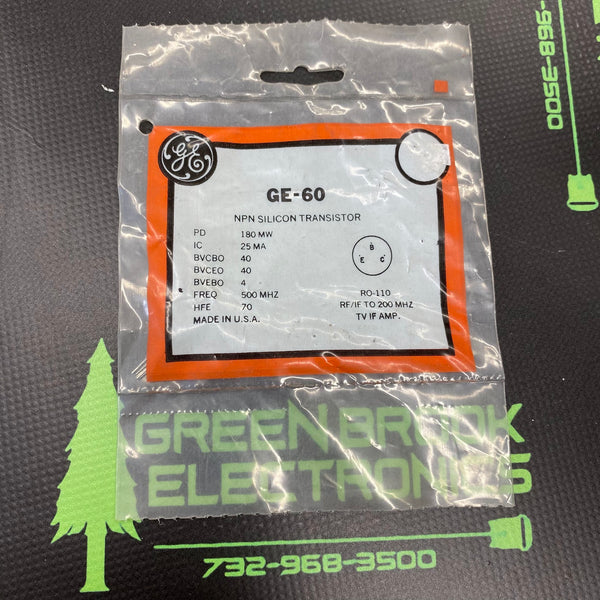 GE
GE-60
NPN SILICON TRANSISTOR
PD 180 MW
IC 25 MA
BVCBO 40
BVCEO 40
BVEBO 4
FREQ 500 MHZ
HFE 70
MADE IN U.S.A.
B
E C
RO-110
RF/IF TO 200 MHZ
TV IF AMP.
GREEN BROOK
ELECTRONICS
732-968-3500
-968-3500